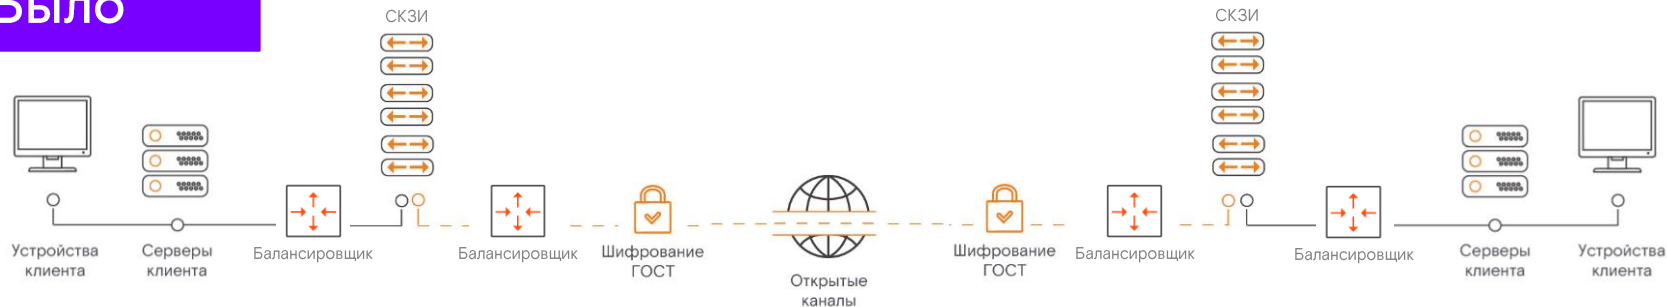 Было
СКЗИ
СКЗИ
Устройства
клиента
Серверы
клиента
Балансировщик
Балансировщик
Шифрование
ГОСТ
Открытые
каналы
Шифрование
ГОСТ
Балансировщик
Балансировщик
Серверы
клиента
Устройства
клиента